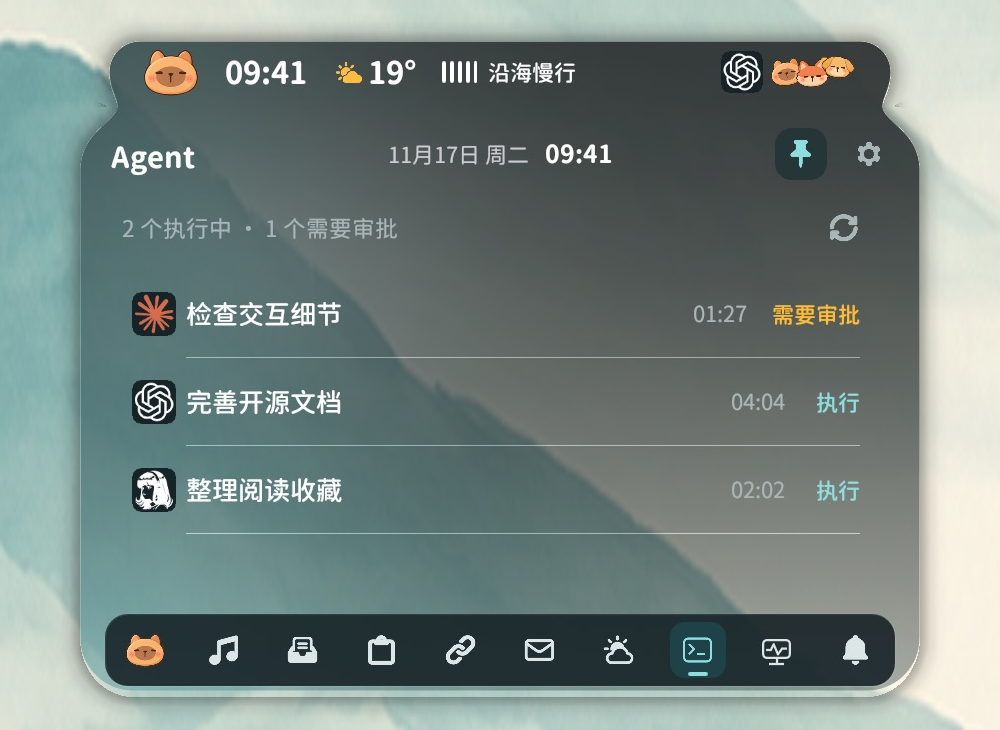 09:41 19° 沿海慢行
Agent 11月17日 周二 09:41
2 个执行中 · 1 个需要审批
检查交互细节 01:27 需要审批
完善开源文档 04:04 执行
整理阅读收藏 02:02 执行